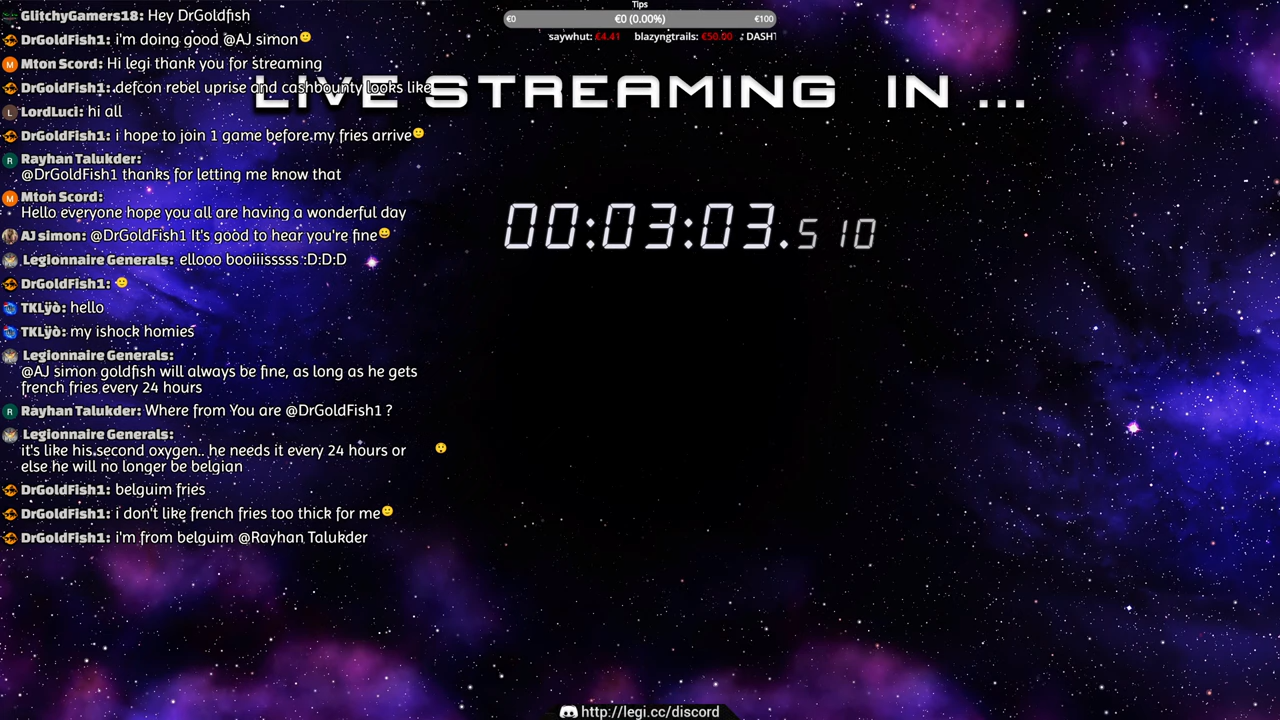 Tips
€0 €0 (0.00%) €100
saywhut: €4.41 blazyngtrails: €50.00 DASH
LIVE STREAMING IN ...
00:03:03.510
GlitchyGamers18: Hey DrGoldfish
DrGoldFish1: i'm doing good @AJ simon🙂
Mton Scord: Hi legi thank you for streaming
DrGoldFish1: defcon rebel uprise and cashbounty looks like
LordLuci: hi all
DrGoldFish1: i hope to join 1 game before my fries arrive🙂
Rayhan Talukder:
@DrGoldFish1 thanks for letting me know that
Mton Scord:
Hello everyone hope you all are having a wonderful day
AJ simon: @DrGoldFish1 It's good to hear you're fine😀
Legionnaire Generals: ellooo booiiisssss :D:D:D
DrGoldFish1: 🙂
TKLÿò: hello
TKLÿò: my ishock homies
Legionnaire Generals:
@AJ simon goldfish will always be fine, as long as he gets
french fries every 24 hours
Rayhan Talukder: Where from You are @DrGoldFish1 ?
Legionnaire Generals:
it's like his second oxygen.. he needs it every 24 hours or
else he will no longer be belgian 😲
DrGoldFish1: belguim fries
DrGoldFish1: i don't like french fries too thick for me🙂
DrGoldFish1: i'm from belguim @Rayhan Talukder
http://legi.cc/discord